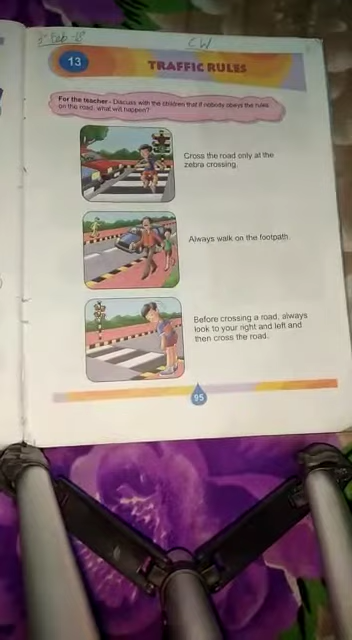 CW
13
TRAFFIC RULES
For the teacher - Discuss with the children that if nobody obeys the rules
on the road, what will happen?
Cross the road only at the
zebra crossing.
Always walk on the footpath.
Before crossing a road, always
look to your right and left and
then cross the road.
95